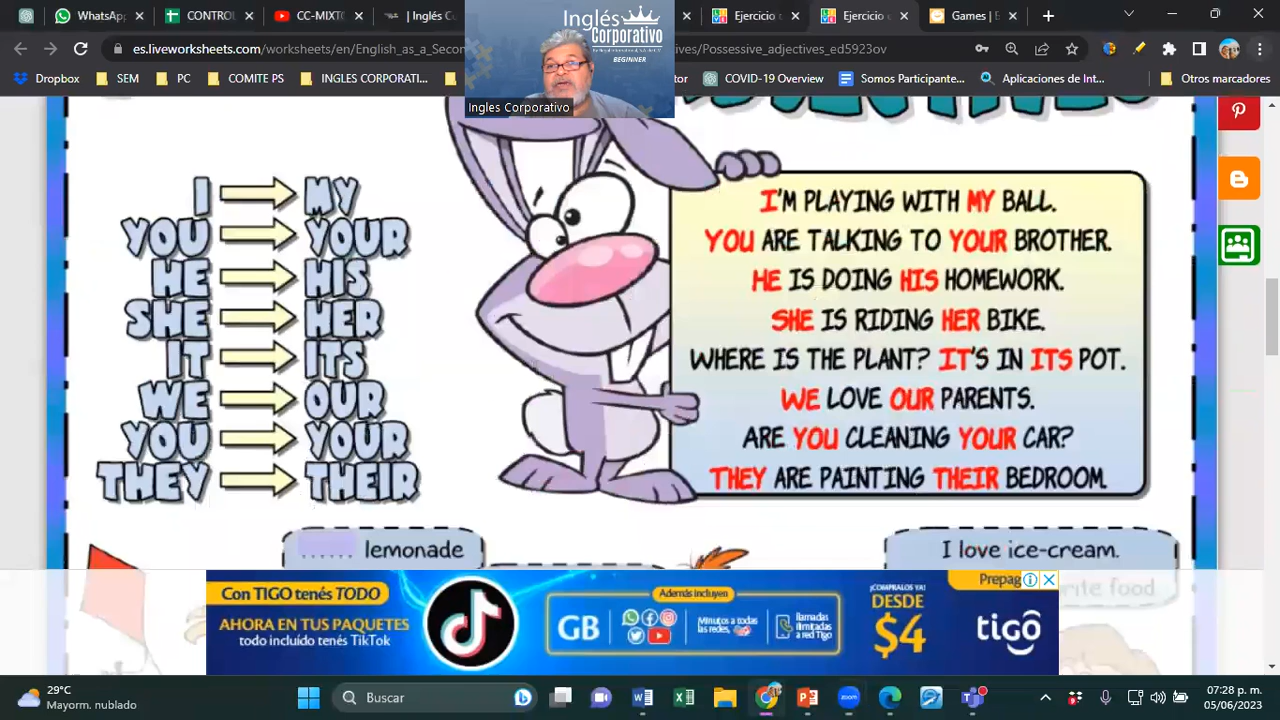 WhatsApp
CONTROL
CC-MIXTO
| Inglés Co
Ejercicio d
Ejercicio d
Games | E
es.liveworksheets.com/worksheets/en/English_as_a_Secon
ctives/Possessive_adjectives_ed5923ov
Dropbox
SEM
PC
COMITE PS
INGLES CORPORATI...
ctor
COVID-19 Overview
Somos Participante...
Aplicaciones de Int...
Otros marcadores
Inglés
Corporativo
BEGINNER
Ingles Corporativo
I MY
YOU YOUR
HE HIS
SHE HER
IT ITS
WE OUR
YOU YOUR
THEY THEIR
I'M PLAYING WITH MY BALL.
YOU ARE TALKING TO YOUR BROTHER.
HE IS DOING HIS HOMEWORK.
SHE IS RIDING HER BIKE.
WHERE IS THE PLANT? IT'S IN ITS POT.
WE LOVE OUR PARENTS.
ARE YOU CLEANING YOUR CAR?
THEY ARE PAINTING THEIR BEDROOM.
...... lemonade
I love ice-cream.
rite food
Con TIGO tenés TODO
AHORA EN TUS PAQUETES
todo incluído tenés TikTok
Además incluyen
GB
Minutos a todas
las redes,
llamadas
ilimitadas
a red Tigo
¡COMPRALOS YA!
DESDE
$4
Prepag
tigo
29°C
Mayorm. nublado
Buscar
07:28 p. m.
05/06/2023